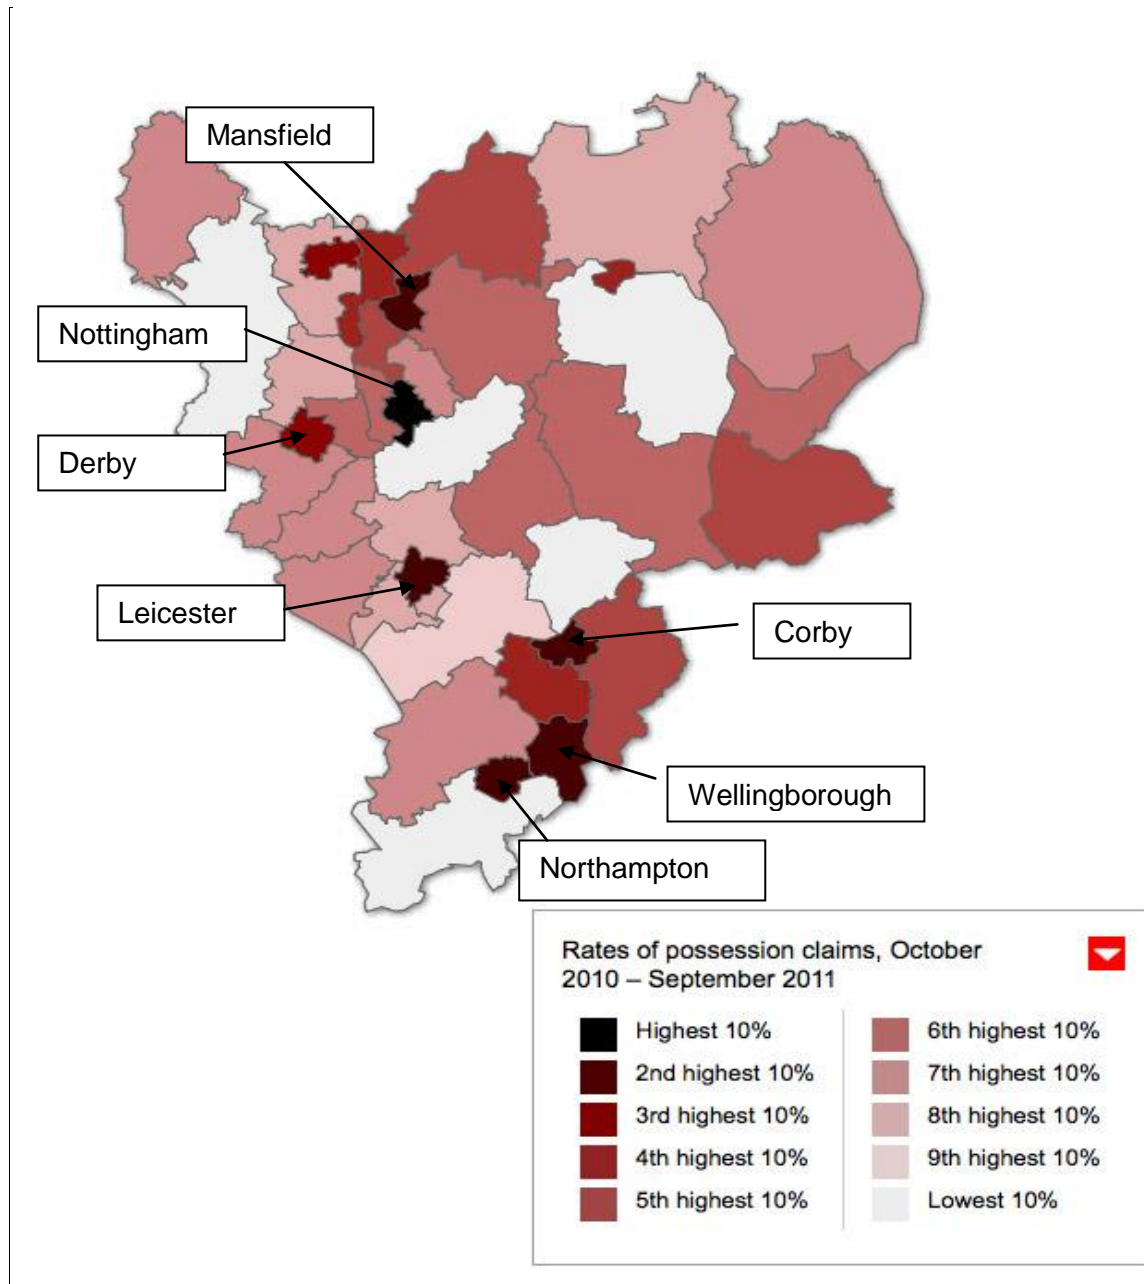 Mansfield
Nottingham
Derby
Leicester
Corby
Wellingborough
Northampton
Rates of possession claims, October
2010 – September 2011
Highest 10%
2nd highest 10%
3rd highest 10%
4th highest 10%
5th highest 10%
6th highest 10%
7th highest 10%
8th highest 10%
9th highest 10%
Lowest 10%